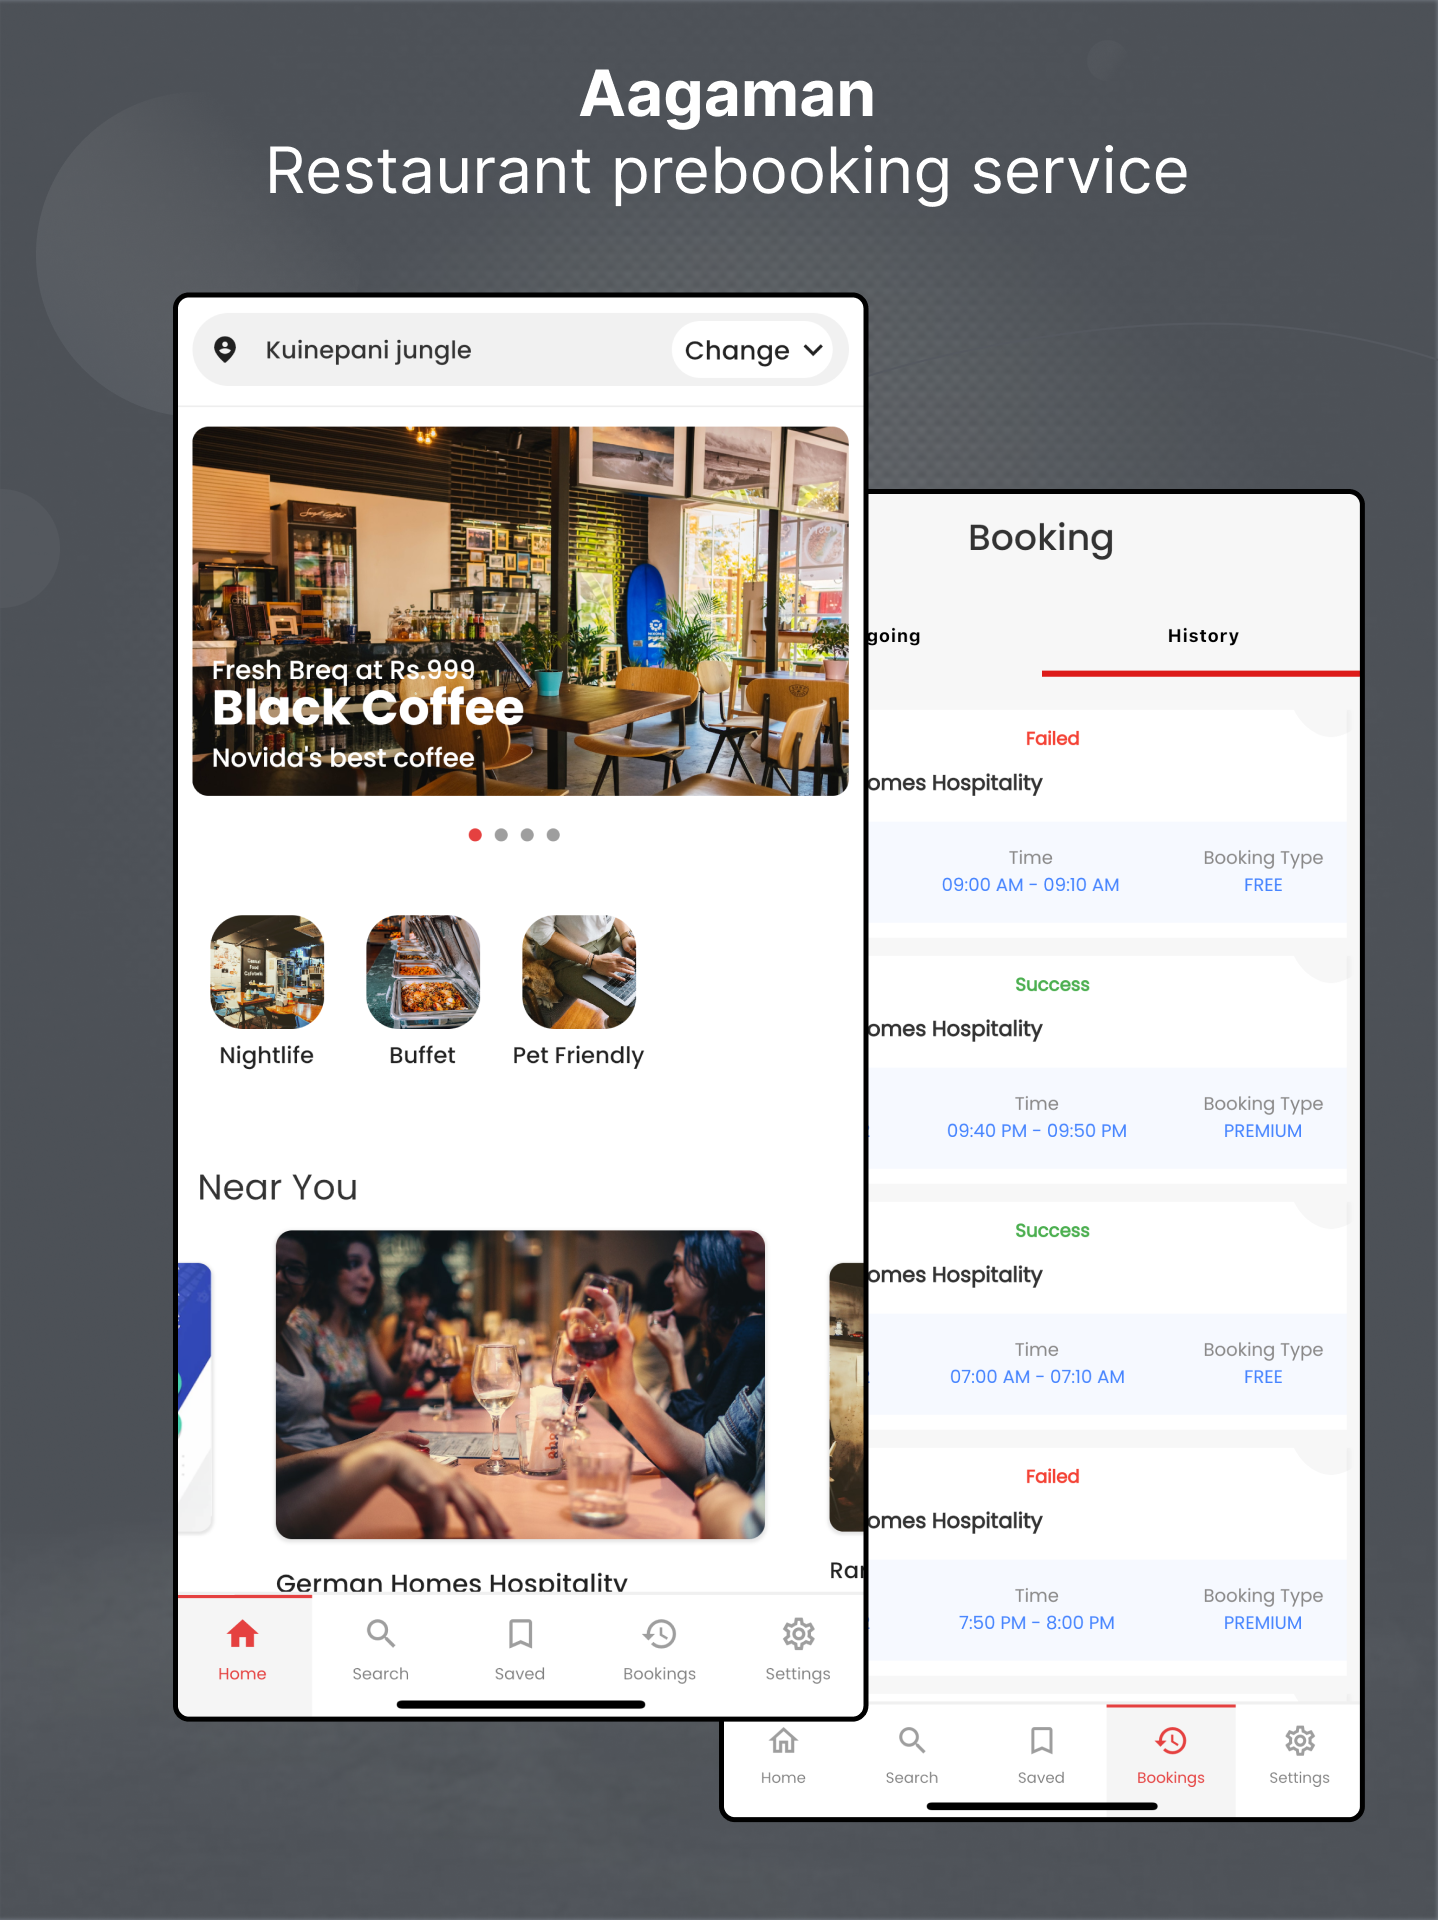 Aagaman
Restaurant prebooking service
Kuinepani jungle
Change
Fresh Breq at Rs.999
Black Coffee
Novida's best coffee
Nightlife
Buffet
Pet Friendly
Near You
German Homes Hospitality
Ran
Home
Search
Saved
Bookings
Settings
Booking
going
History
Failed
omes Hospitality
Time
Booking Type
09:00 AM - 09:10 AM
FREE
Success
omes Hospitality
Time
Booking Type
09:40 PM - 09:50 PM
PREMIUM
Success
omes Hospitality
Time
Booking Type
07:00 AM - 07:10 AM
FREE
Failed
omes Hospitality
Time
Booking Type
7:50 PM - 8:00 PM
PREMIUM
Home
Search
Saved
Bookings
Settings